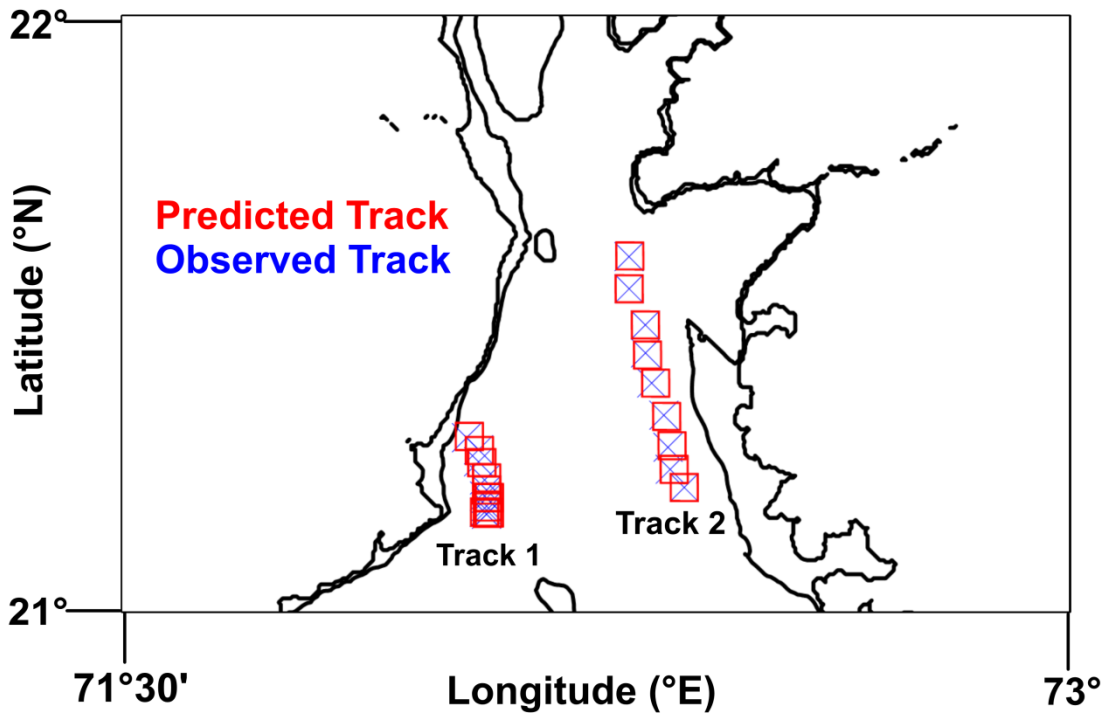 22°
Latitude (°N)
Predicted Track
Observed Track
Track 2
Track 1
21°
71°30'
Longitude (°E)
73°